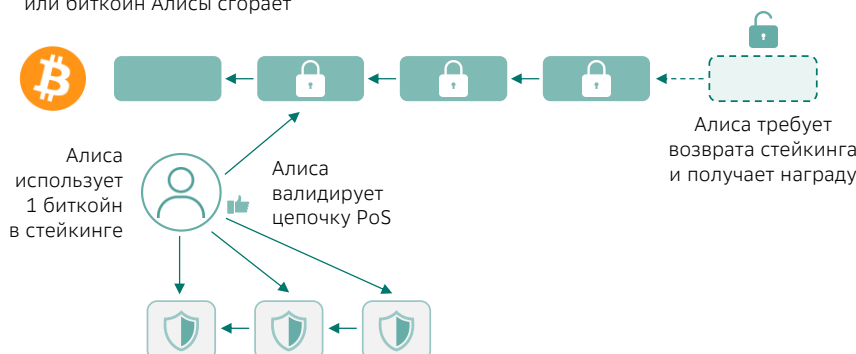 или биткойн Алисы сгорает
Алиса требует
возврата стейкинга
и получает награду
Алиса
использует
1 биткойн
в стейкинге
Алиса
валидирует
цепочку PoS